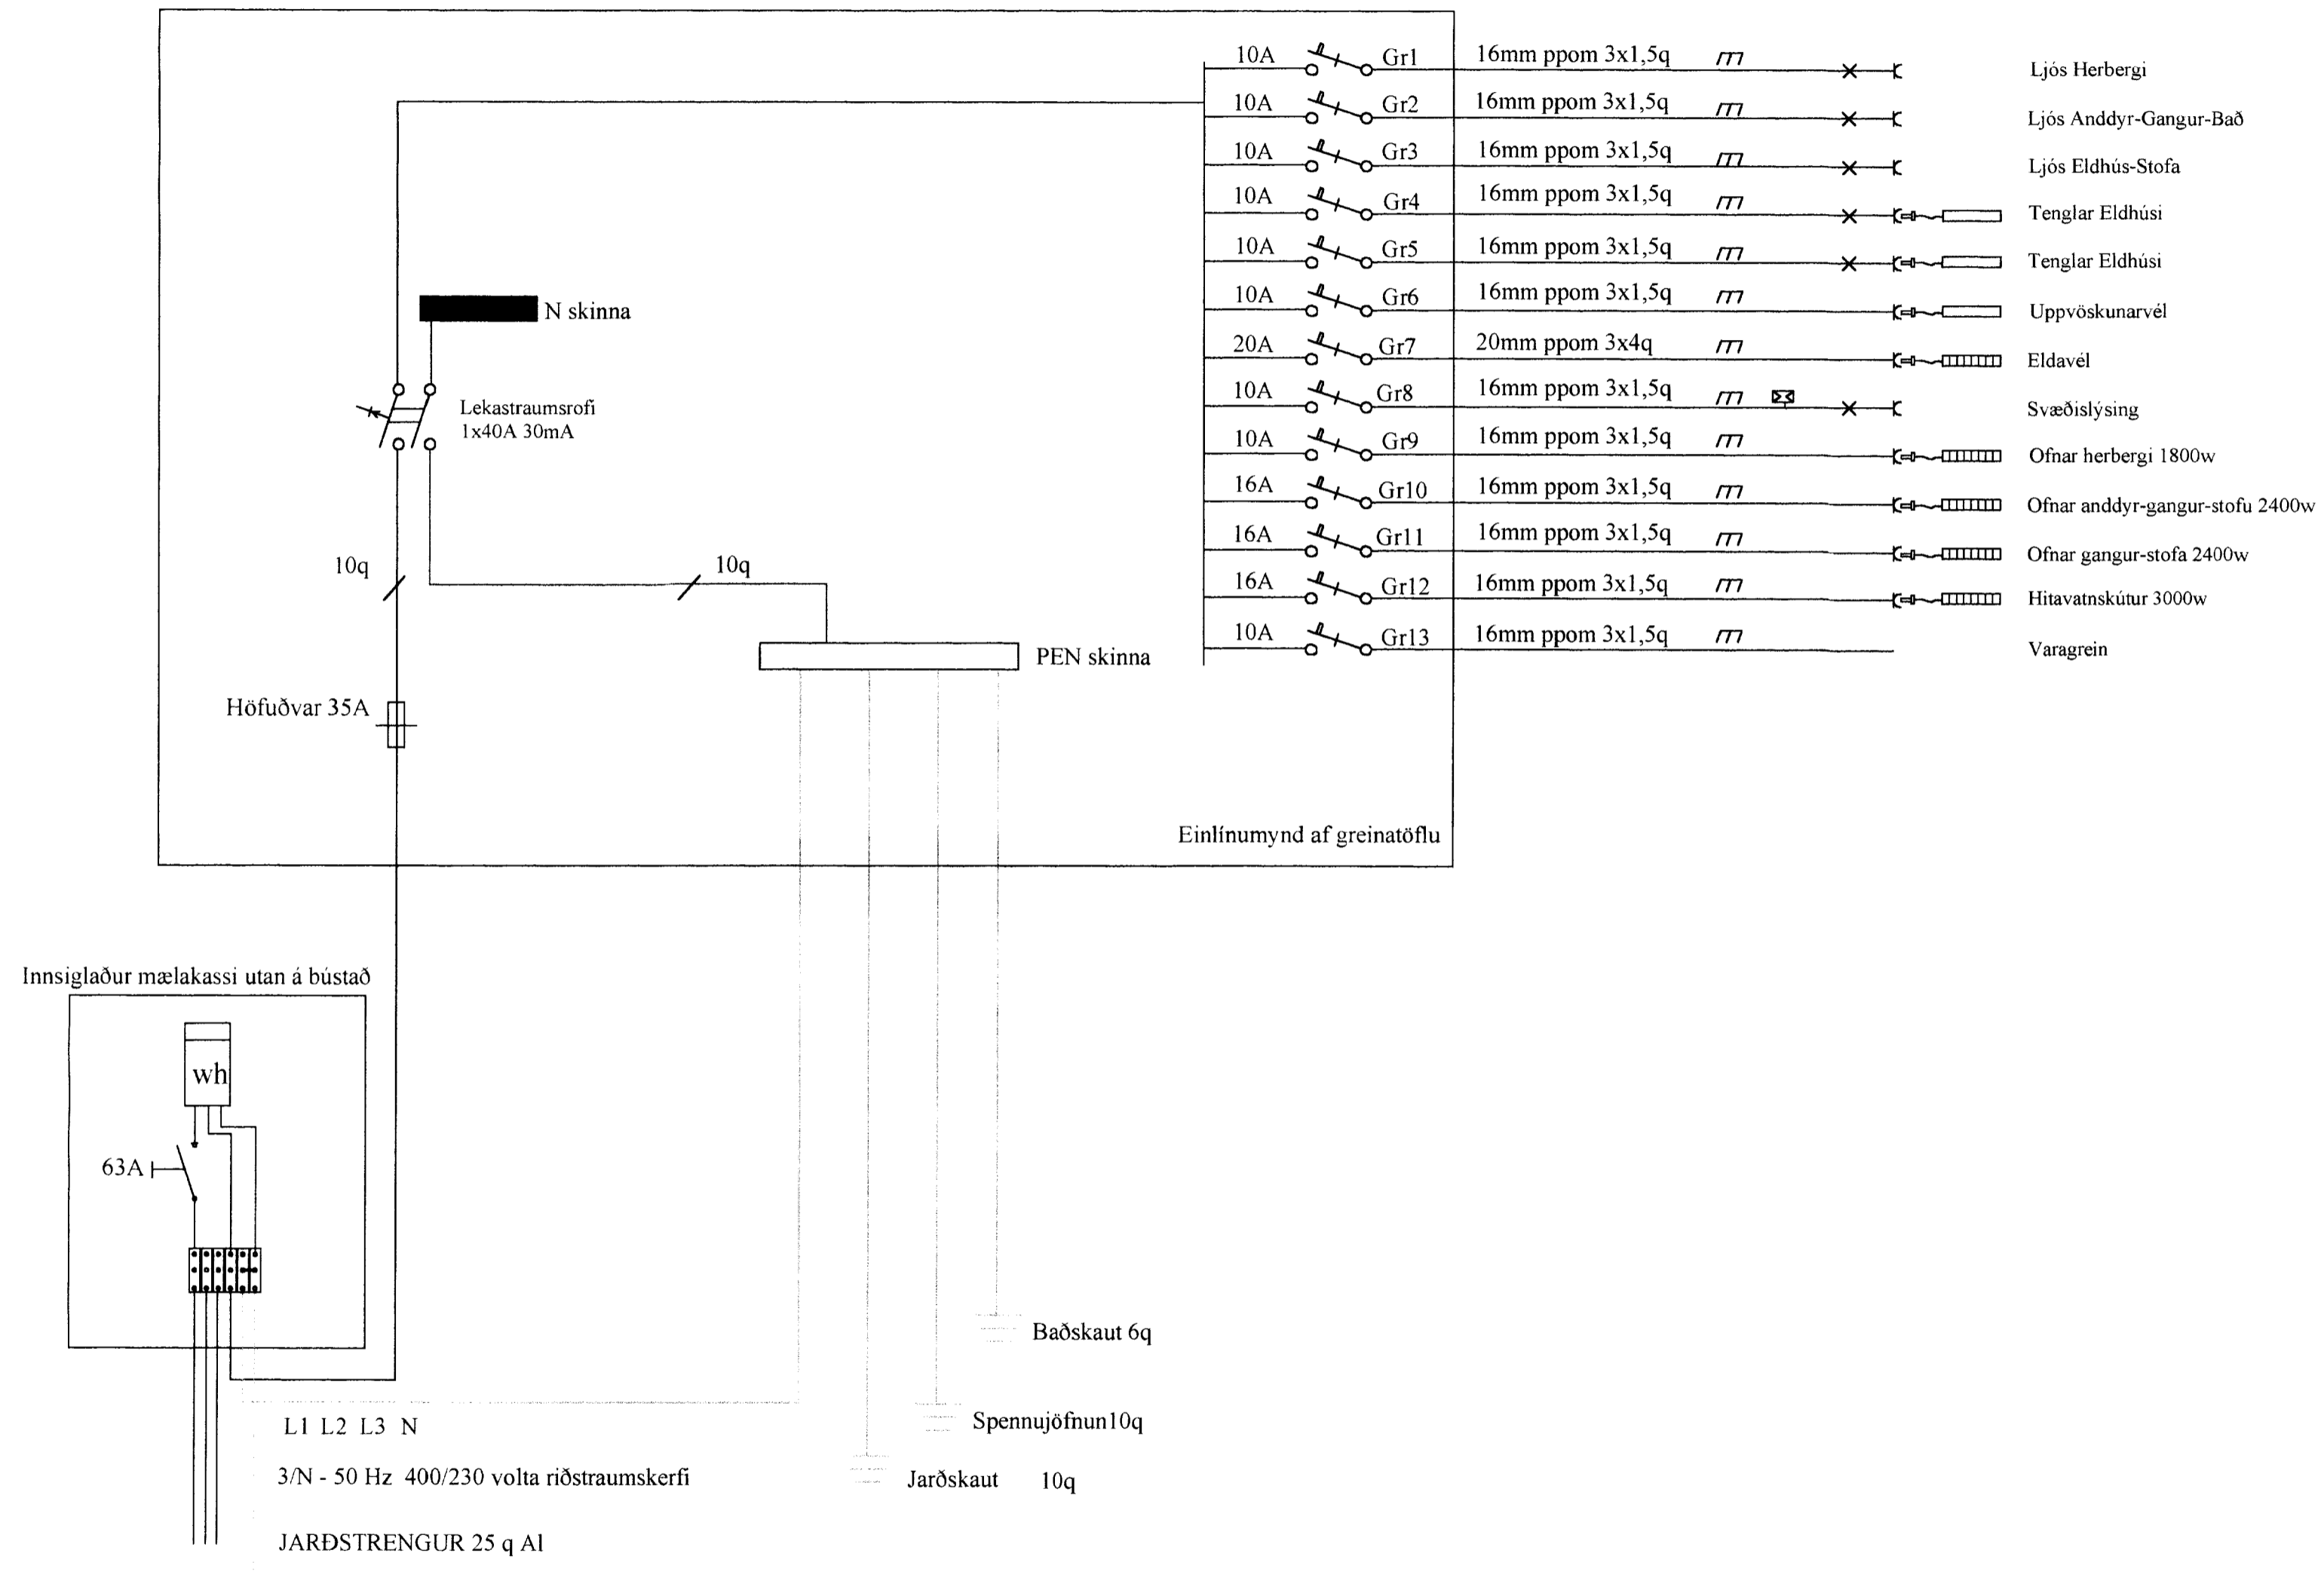 10A Gr1 16mm ppom 3x1,5q Ljós Herbergi
10A Gr2 16mm ppom 3x1,5q Ljós Anddyr-Gangur-Bað
10A Gr3 16mm ppom 3x1,5q Ljós Eldhús-Stofa
10A Gr4 16mm ppom 3x1,5q Tenglar Eldhúsi
10A Gr5 16mm ppom 3x1,5q Tenglar Eldhúsi
10A Gr6 16mm ppom 3x1,5q Uppvöskunarvél
20A Gr7 20mm ppom 3x4q Eldavél
10A Gr8 16mm ppom 3x1,5q Svæðislýsing
10A Gr9 16mm ppom 3x1,5q Ofnar herbergi 1800w
16A Gr10 16mm ppom 3x1,5q Ofnar anddyr-gangur-stofu 2400w
16A Gr11 16mm ppom 3x1,5q Ofnar gangur-stofa 2400w
16A Gr12 16mm ppom 3x1,5q Hitavatnskútur 3000w
10A Gr13 16mm ppom 3x1,5q Varagrein
N skinna
Lekastraumsrofi
1x40A 30mA
10q 10q
PEN skinna
Höfuðvar 35A
Einlínumynd af greinatöflu
Innsiglaður mælakassi utan á bústað
wh
63A
Baðskaut 6q
Spennujöfnun10q
Jarðskaut 10q
L1 L2 L3 N
3/N - 50 Hz 400/230 volta riðstraumskerfi
JARÐSTRENGUR 25 q Al